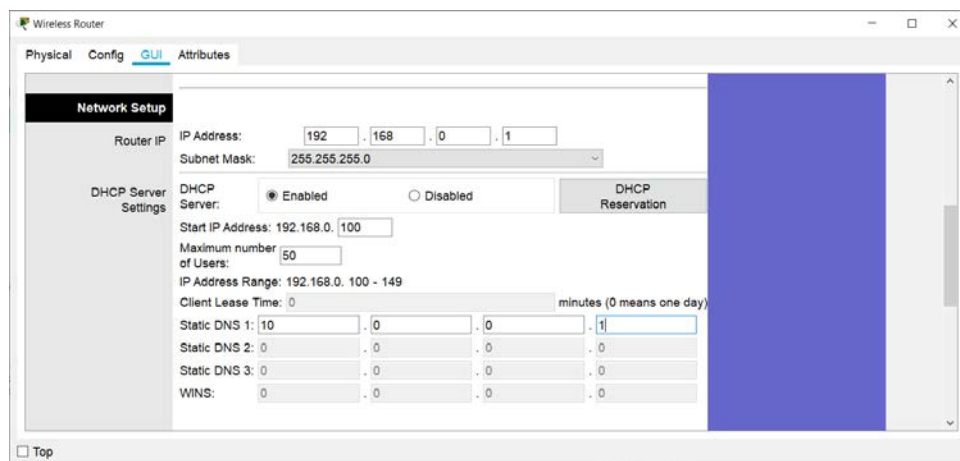 Wireless Router
Physical Config GUI Attributes
Network Setup
Router IP
IP Address: 192 . 168 . 0 . 1
Subnet Mask: 255.255.255.0
DHCP Server Settings
DHCP Server: Enabled Disabled DHCP Reservation
Start IP Address: 192.168.0. 100
Maximum number of Users: 50
IP Address Range: 192.168.0. 100 - 149
Client Lease Time: 0 minutes (0 means one day)
Static DNS 1: 10 . 0 . 0 . 1
Static DNS 2: 0 . 0 . 0 . 0
Static DNS 3: 0 . 0 . 0 . 0
WINS: 0 . 0 . 0 . 0
Top